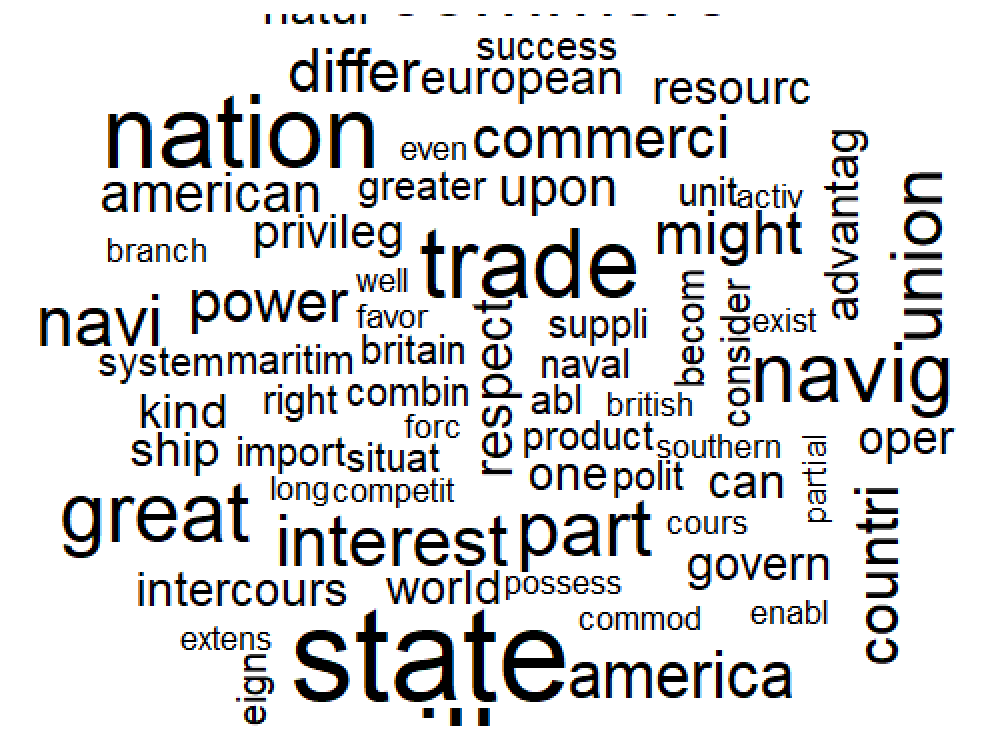 success
differ european resourc
nation even commerci
american greater upon unit activ advantag
branch privileg trade might union
well
navi power favor suppli becom consider exist
system maritim britain respect naval navig
kind right combin abl british
forc
ship import situat product southern oper
long competit one polit can partial
great interest part cours countri
intercours world possess govern
commod enabl
extens state america